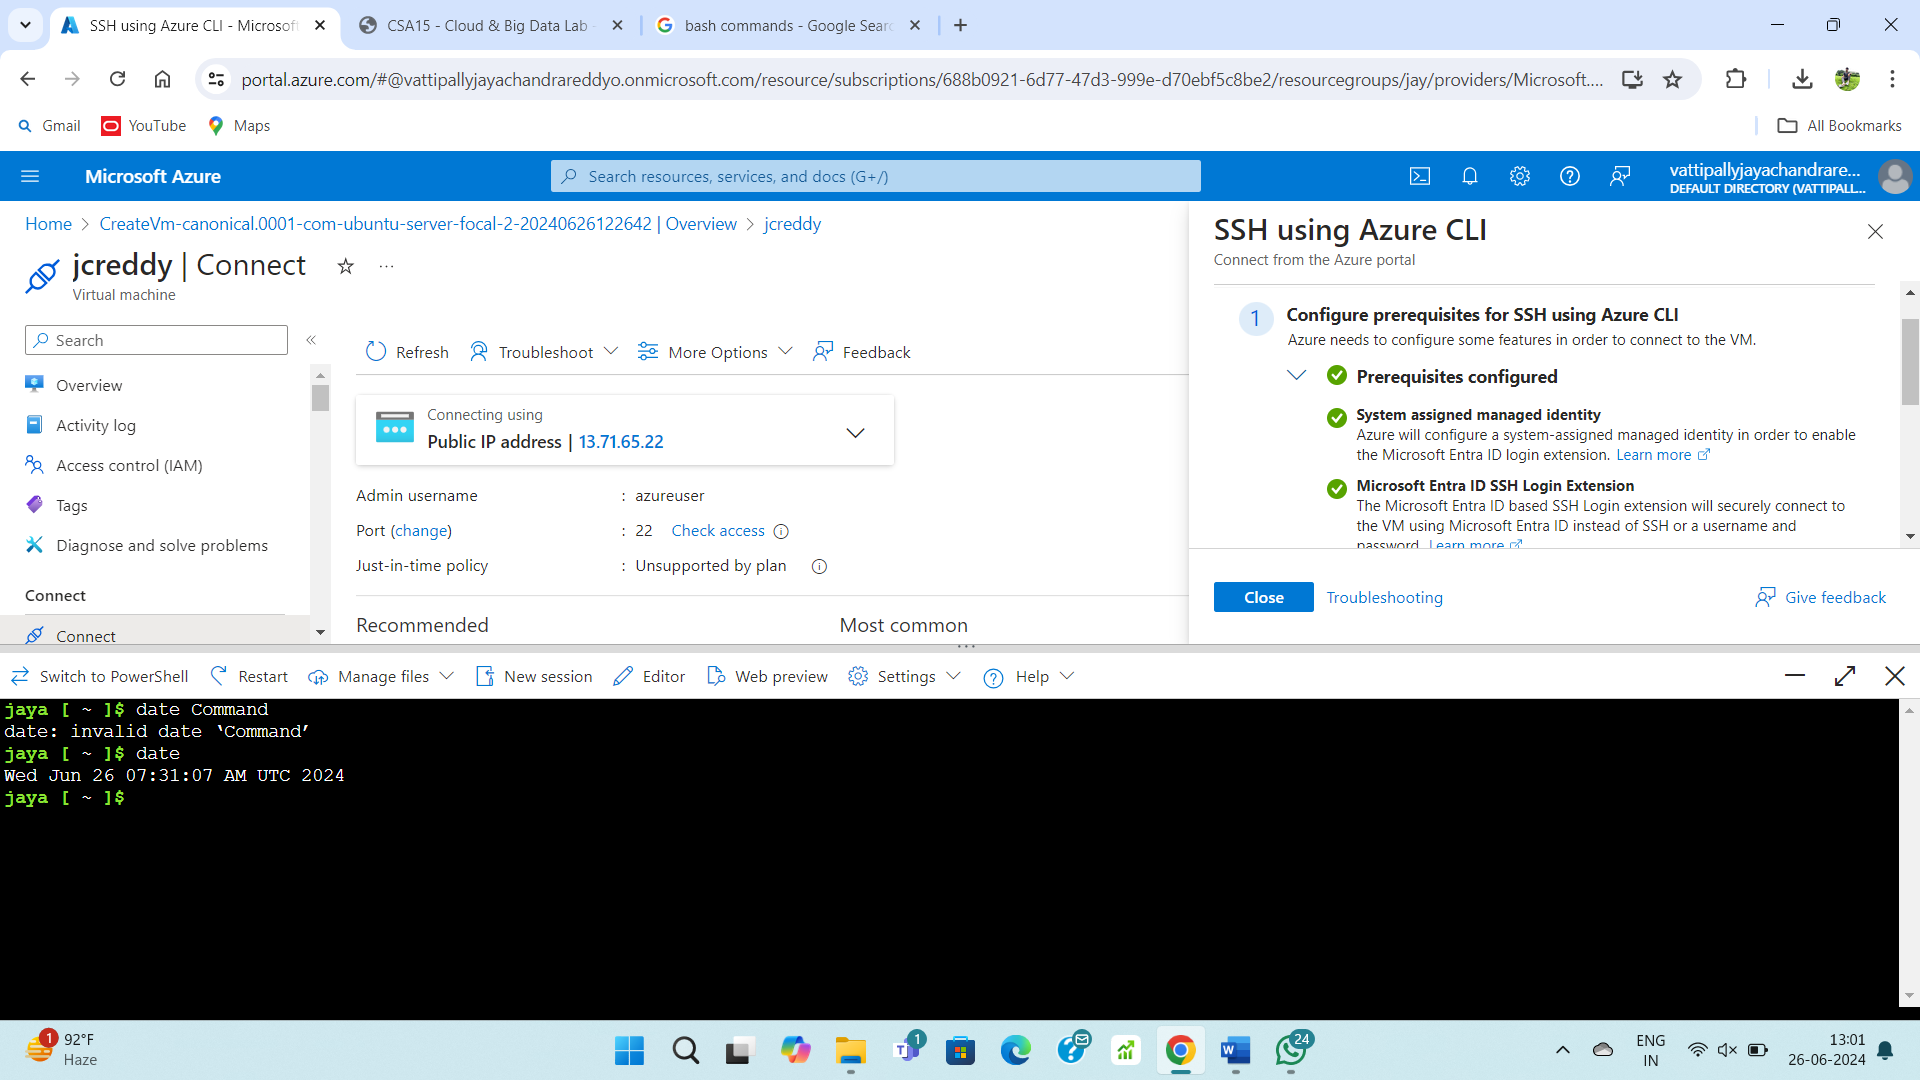 SSH using Azure CLI - Microsoft
CSA15 - Cloud & Big Data Lab -
bash commands - Google Searc
portal.azure.com/#@vattipallyjayachandrareddyo.onmicrosoft.com/resource/subscriptions/688b0921-6d77-47d3-999e-d70ebf5c8be2/resourcegroups/jay/providers/Microsoft....
Gmail
YouTube
Maps
All Bookmarks
Microsoft Azure
Search resources, services, and docs (G+/)
vattipallyjayachandrare...
DEFAULT DIRECTORY (VATTIPALL...
Home > CreateVm-canonical.0001-com-ubuntu-server-focal-2-20240626122642 | Overview > jcreddy
jcreddy | Connect
Virtual machine
Search
Overview
Activity log
Access control (IAM)
Tags
Diagnose and solve problems
Connect
Connect
Refresh
Troubleshoot
More Options
Feedback
Connecting using
Public IP address | 13.71.65.22
Admin username : azureuser
Port (change) : 22 Check access
Just-in-time policy : Unsupported by plan
Recommended
Most common
SSH using Azure CLI
Connect from the Azure portal
1
Configure prerequisites for SSH using Azure CLI
Azure needs to configure some features in order to connect to the VM.
Prerequisites configured
System assigned managed identity
Azure will configure a system-assigned managed identity in order to enable
the Microsoft Entra ID login extension. Learn more
Microsoft Entra ID SSH Login Extension
The Microsoft Entra ID based SSH Login extension will securely connect to
the VM using Microsoft Entra ID instead of SSH or a username and
password. Learn more
Close
Troubleshooting
Give feedback
Switch to PowerShell
Restart
Manage files
New session
Editor
Web preview
Settings
Help
jaya [ ~ ]$ date Command
date: invalid date ‘Command’
jaya [ ~ ]$ date
Wed Jun 26 07:31:07 AM UTC 2024
jaya [ ~ ]$
1
92°F
Haze
1
24
ENG
IN
13:01
26-06-2024